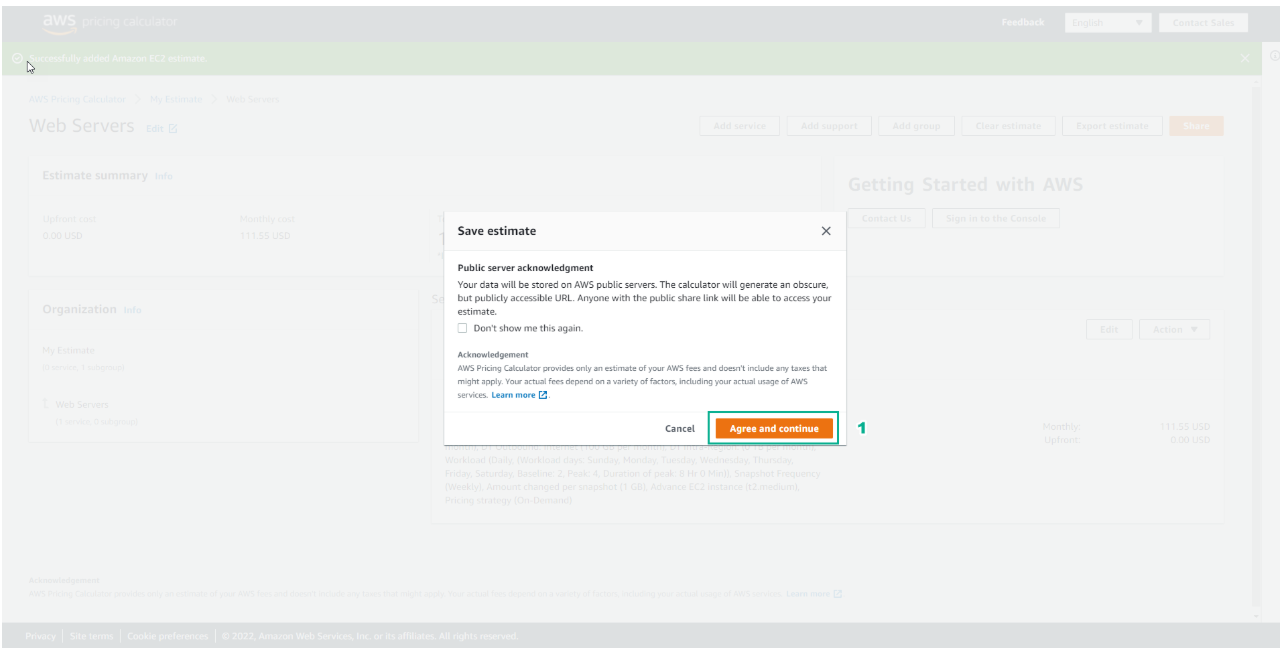 aws pricing calculator
Feedback
English
Contact Sales
Successfully added Amazon EC2 estimate.
AWS Pricing Calculator > My Estimate > Web Servers
Web Servers Edit
Add service
Add support
Add group
Clear estimate
Export estimate
Share
Estimate summary Info
Upfront cost
0.00 USD
Monthly cost
111.55 USD
Getting Started with AWS
Contact Us
Sign in to the Console
Save estimate
Public server acknowledgment
Your data will be stored on AWS public servers. The calculator will generate an obscure,
but publicly accessible URL. Anyone with the public share link will be able to access your
estimate.
Don't show me this again.
Acknowledgement
AWS Pricing Calculator provides only an estimate of your AWS fees and doesn't include any taxes that
might apply. Your actual fees depend on a variety of factors, including your actual usage of AWS
services. Learn more
Cancel
Agree and continue
1
Organization Info
My Estimate
Web Servers
Edit
Action
Monthly: 111.55 USD
Upfront: 0.00 USD
Workload (Daily, (Workload days: Sunday, Monday, Tuesday, Wednesday, Thursday,
Friday, Saturday, Baseline: 2, Peak: 4, Duration of peak: 8 Hr 0 Min)), Snapshot Frequency
(Weekly), Amount changed per snapshot (1 GB), Advance EC2 instance (t2.medium),
Pricing strategy (On-Demand)
Acknowledgement
AWS Pricing Calculator provides only an estimate of your AWS fees and doesn't include any taxes that might apply. Your actual fees depend on a variety of factors, including your actual usage of AWS services. Learn more
Privacy | Site terms | Cookie preferences | © 2022, Amazon Web Services, Inc. or its affiliates. All rights reserved.